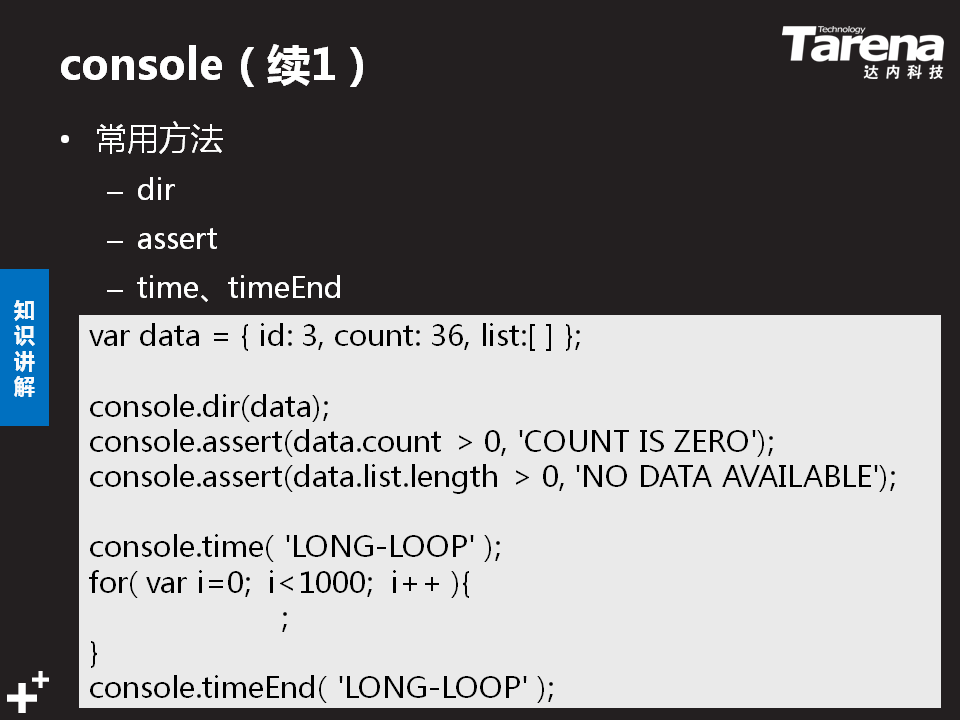 console（续1）
Technology
Tarena
达内科技
• 常用方法
– dir
– assert
– time、timeEnd
知识讲解
var data = { id: 3, count: 36, list:[ ] };
console.dir(data);
console.assert(data.count > 0, 'COUNT IS ZERO');
console.assert(data.list.length > 0, 'NO DATA AVAILABLE');
console.time( 'LONG-LOOP' );
for( var i=0; i<1000; i++ ){
;
}
console.timeEnd( 'LONG-LOOP' );